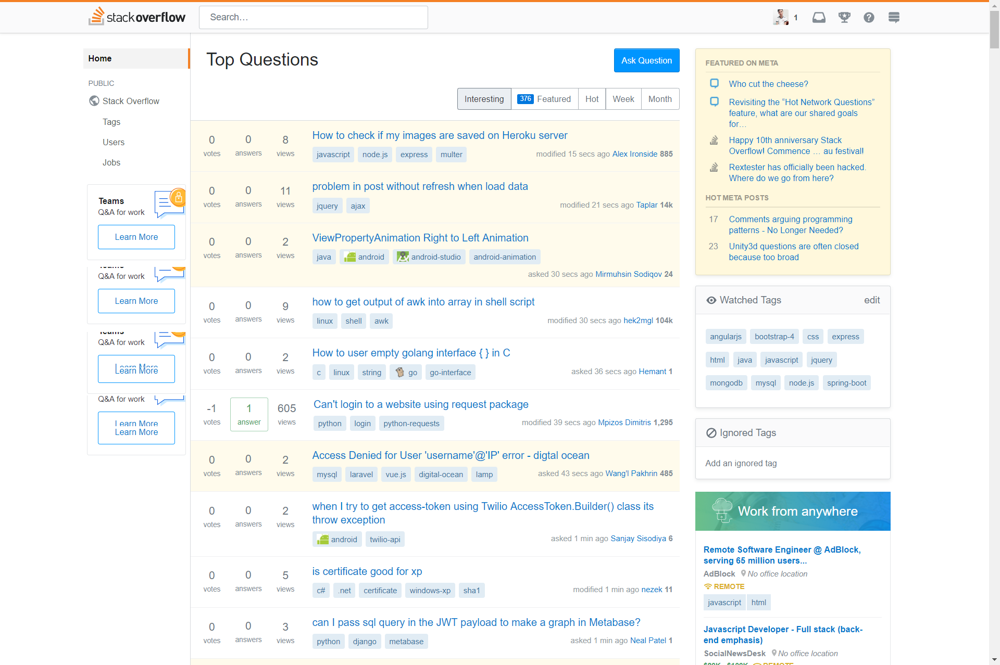 stackoverflow
Search…
1
Home
PUBLIC
Stack Overflow
Tags
Users
Jobs
Teams
Q&A for work
Learn More
Teams
Q&A for work
Learn More
Teams
Q&A for work
Learn More
Learn More
Q&A for work
Learn More
Learn More
Top Questions
Ask Question
Interesting
376 Featured
Hot
Week
Month
0 votes
0 answers
8 views
How to check if my images are saved on Heroku server
javascript node.js express multer
modified 15 secs ago Alex Ironside 885
0 votes
0 answers
11 views
problem in post without refresh when load data
jquery ajax
modified 21 secs ago Taplar 14k
0 votes
0 answers
2 views
ViewPropertyAnimation Right to Left Animation
java android android-studio android-animation
asked 30 secs ago Mirmuhsin Sodiqov 24
0 votes
0 answers
9 views
how to get output of awk into array in shell script
linux shell awk
modified 30 secs ago hek2mgl 104k
0 votes
0 answers
2 views
How to user empty golang interface { } in C
c linux string go go-interface
asked 36 secs ago Hemant 1
-1 votes
1 answer
605 views
Can't login to a website using request package
python login python-requests
modified 39 secs ago Mpizos Dimitris 1,295
0 votes
0 answers
2 views
Access Denied for User 'username'@'IP' error - digtal ocean
mysql laravel vue.js digital-ocean lamp
asked 43 secs ago Wang'l Pakhrin 485
0 votes
0 answers
2 views
when I try to get access-token using Twilio AccessToken.Builder() class its
throw exception
android twilio-api
asked 1 min ago Sanjay Sisodiya 6
0 votes
0 answers
5 views
is certificate good for xp
c# .net certificate windows-xp sha1
modified 1 min ago nezek 11
0 votes
0 answers
3 views
can I pass sql query in the JWT payload to make a graph in Metabase?
python django metabase
asked 1 min ago Neal Patel 1
FEATURED ON META
Who cut the cheese?
Revisiting the “Hot Network Questions”
feature, what are our shared goals
for…
Happy 10th anniversary Stack
Overflow! Commence … au festival!
Rextester has officially been hacked.
Where do we go from here?
HOT META POSTS
17 Comments arguing programming
patterns - No Longer Needed?
23 Unity3d questions are often closed
because too broad
Watched Tags
edit
angularjs bootstrap-4 css express
html java javascript jquery
mongodb mysql node.js spring-boot
Ignored Tags
Add an ignored tag
Work from anywhere
Remote Software Engineer @ AdBlock,
serving 65 million users...
AdBlock No office location
REMOTE
javascript html
Javascript Developer - Full stack (back-
end emphasis)
SocialNewsDesk No office location
$80K - $100K REMOTE